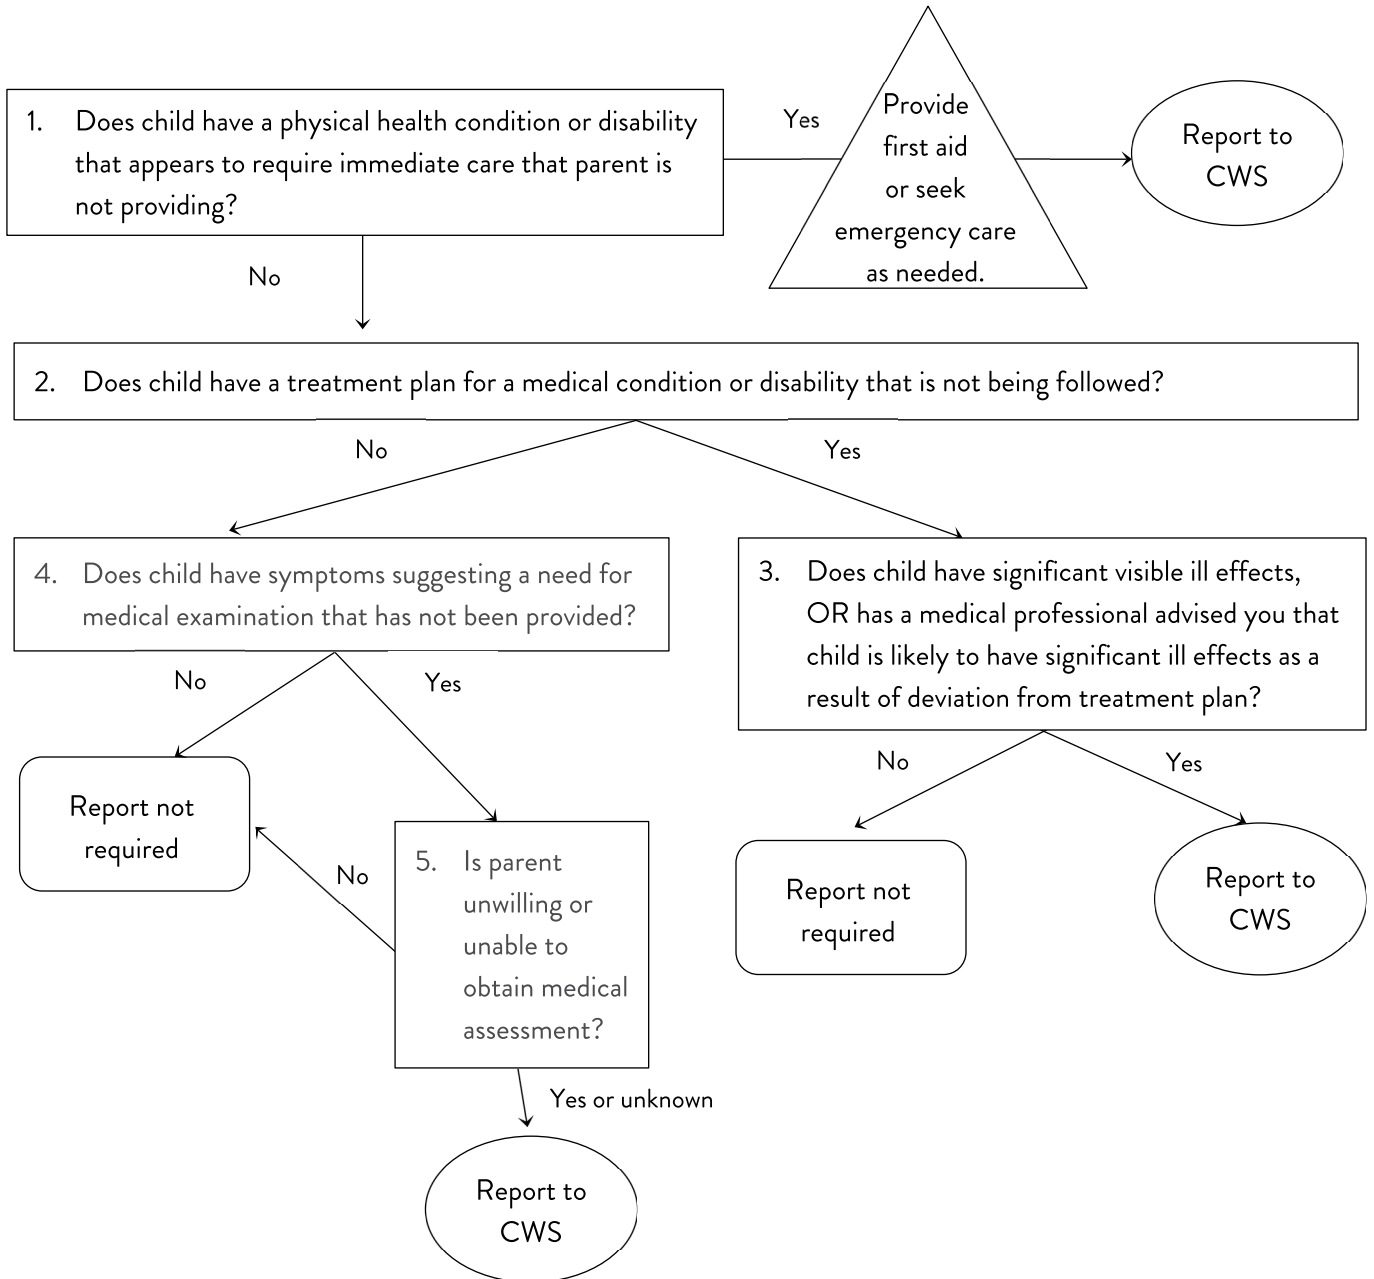 1. Does child have a physical health condition or disability
that appears to require immediate care that parent is
not providing?
Yes
Provide
first aid
or seek
emergency care
as needed.
Report to
CWS
No
2. Does child have a treatment plan for a medical condition or disability that is not being followed?
No
Yes
4. Does child have symptoms suggesting a need for
medical examination that has not been provided?
3. Does child have significant visible ill effects,
OR has a medical professional advised you that
child is likely to have significant ill effects as a
result of deviation from treatment plan?
No
Yes
No
Yes
Report not
required
No
5. Is parent
unwilling or
unable to
obtain medical
assessment?
Report not
required
Report to
CWS
Yes or unknown
Report to
CWS